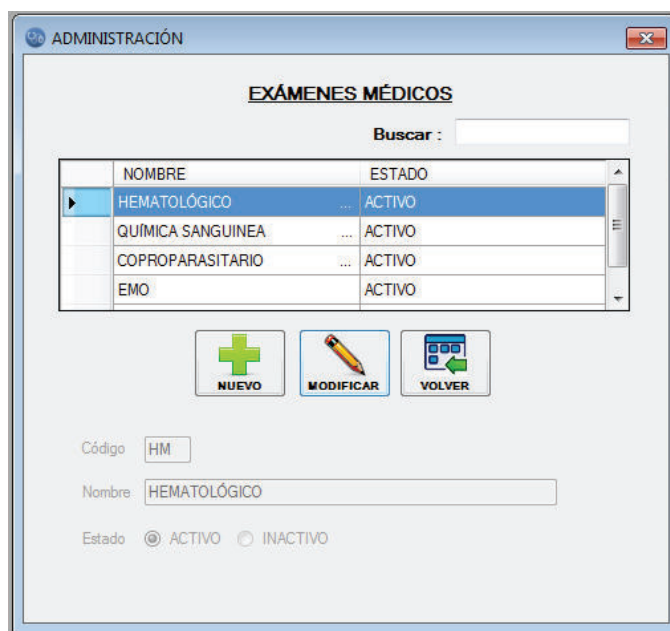 ADMINISTRACIÓN
EXÁMENES MÉDICOS
Buscar :
NOMBRE ESTADO
HEMATOLÓGICO ... ACTIVO
QUÍMICA SANGUINEA ... ACTIVO
COPROPARASITARIO ... ACTIVO
EMO ACTIVO
NUEVO MODIFICAR VOLVER
Código HM
Nombre HEMATOLÓGICO
Estado ACTIVO INACTIVO